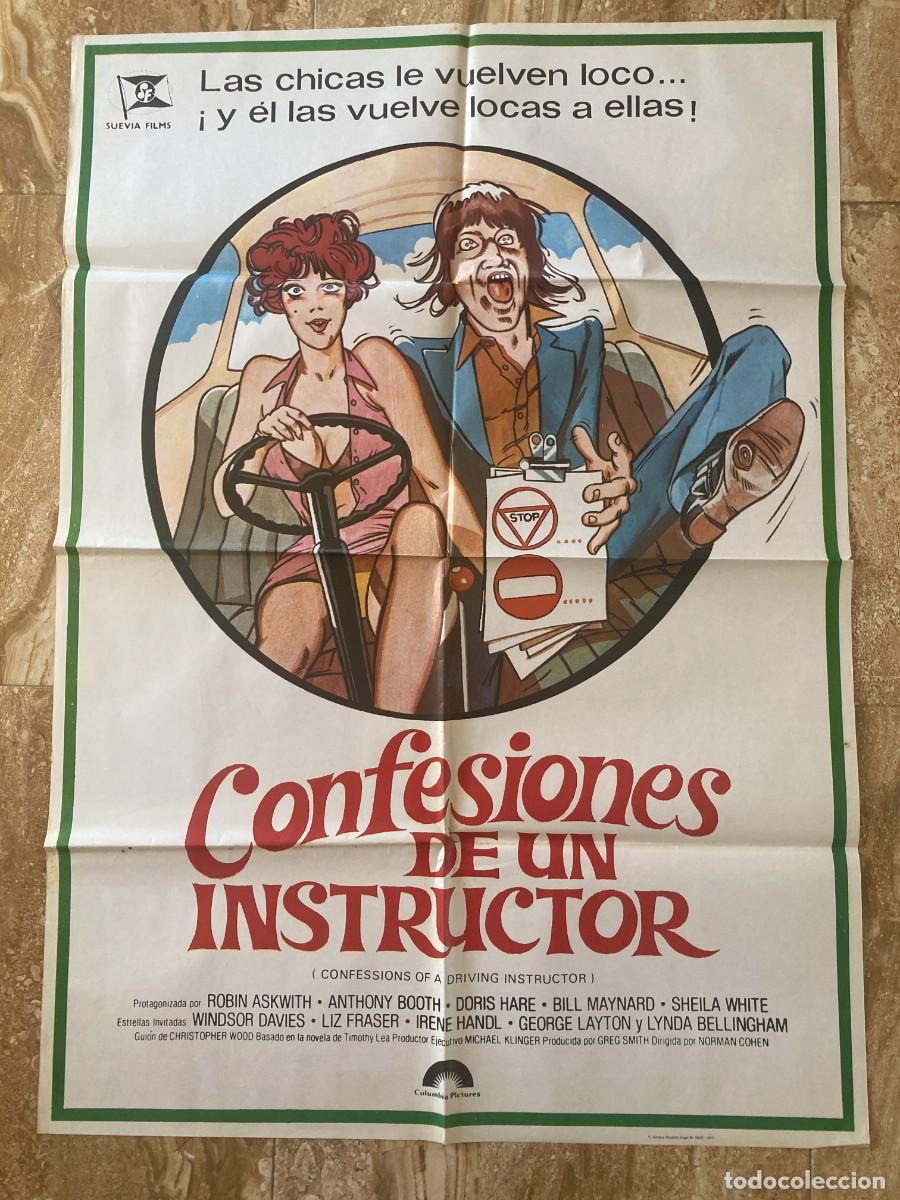 Las chicas le vuelven loco...
¡y él las vuelve locas a ellas!
SUEVIA FILMS
STOP
Confesiones
DE UN
INSTRUCTOR
( CONFESSIONS OF A DRIVING INSTRUCTOR )
Protagonizada por ROBIN ASKWITH · ANTHONY BOOTH · DORIS HARE · BILL MAYNARD · SHEILA WHITE
Estrellas Invitadas: WINDSOR DAVIES · LIZ FRASER · IRENE HANDL · GEORGE LAYTON y LYNDA BELLINGHAM
Guión de CHRISTOPHER WOOD Basado en la novela de Timothy Lea Productor Ejecutivo MICHAEL KLINGER Producida por GREG SMITH Dirigida por NORMAN COHEN
Columbia Pictures
todocoleccion